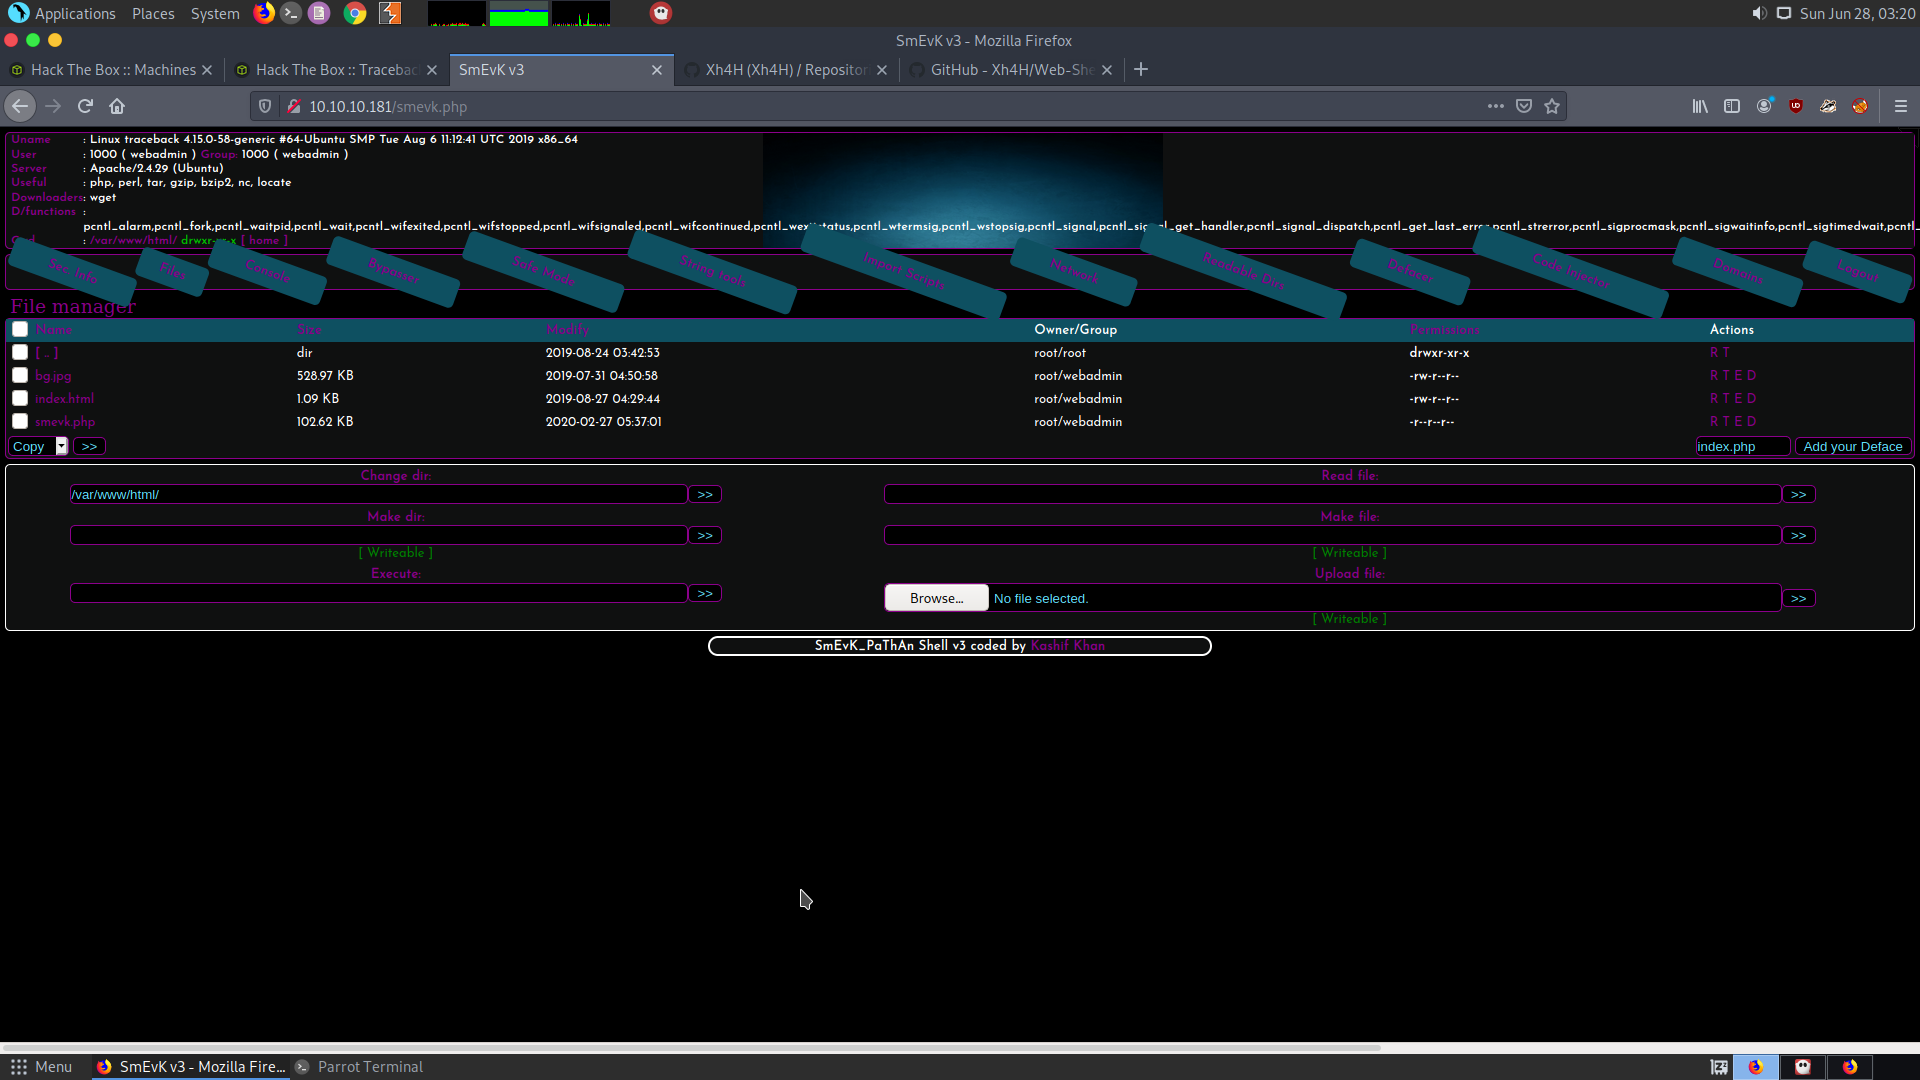 Applications Places System Sun Jun 28, 03:20
SmEvK v3 - Mozilla Firefox
Hack The Box :: Machines Hack The Box :: Traceba SmEvK v3 Xh4H (Xh4H) / Repositor GitHub - Xh4H/Web-She
10.10.10.181/smevk.php
Uname : Linux traceback 4.15.0-58-generic #64-Ubuntu SMP Tue Aug 6 11:12:41 UTC 2019 x86_64
User : 1000 ( webadmin ) Group: 1000 ( webadmin )
Server : Apache/2.4.29 (Ubuntu)
Useful : php, perl, tar, gzip, bzip2, nc, locate
Downloaders: wget
D/functions :
pcntl_alarm,pcntl_fork,pcntl_waitpid,pcntl_wait,pcntl_wifexited,pcntl_wifstopped,pcntl_wifsignaled,pcntl_wifcontinued,pcntl_wexitstatus,pcntl_wtermsig,pcntl_wstopsig,pcntl_signal,pcntl_signal_get_handler,pcntl_signal_dispatch,pcntl_get_last_error,pcntl_strerror,pcntl_sigprocmask,pcntl_sigwaitinfo,pcntl_sigtimedwait,pcntl_
: /var/www/html/ drwxr-xr-x [ home ]
Sec. Info Files Console Bypasser Safe Mode String tools Import Scripts Network Readable Dirs Defacer Code Injector Domains Logout
File manager
Name Size Modify Owner/Group Permissions Actions
[ .. ] dir 2019-08-24 03:42:53 root/root drwxr-xr-x R T
bg.jpg 528.97 KB 2019-07-31 04:50:58 root/webadmin -rw-r--r-- R T E D
index.html 1.09 KB 2019-08-27 04:29:44 root/webadmin -rw-r--r-- R T E D
smevk.php 102.62 KB 2020-02-27 05:37:01 root/webadmin -r--r--r-- R T E D
Copy >> index.php Add your Deface
Change dir: Read file:
/var/www/html/ >> >>
Make dir: Make file:
>> >>
[ Writeable ] [ Writeable ]
Execute: Upload file:
>> Browse... No file selected. >>
[ Writeable ]
SmEvK_PaThAn Shell v3 coded by Kashif Khan
Menu SmEvK v3 - Mozilla Fire... Parrot Terminal